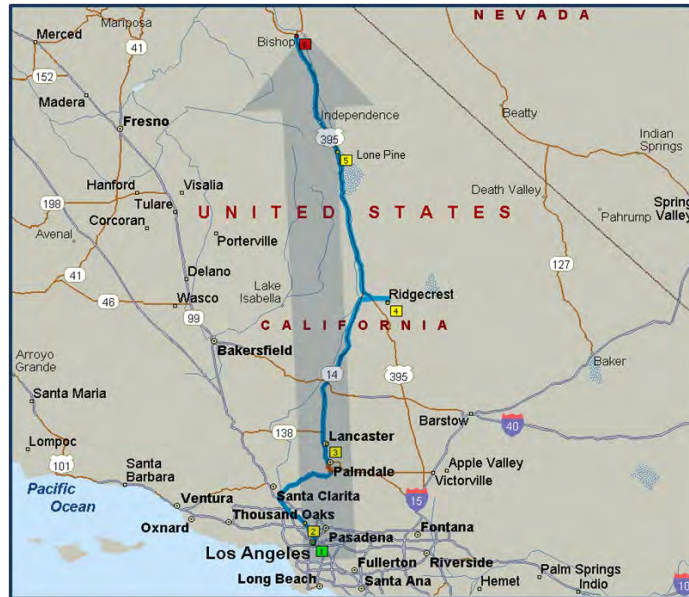 NEVADA
Mariposa
Merced
41
Bishop
6
152
Madera
Beatty
Independence
Fresno
395
Indian
Springs
Lone Pine
5
Hanford
Visalia
Death Valley
Spring
Valley
198
Tulare
UNITED STATES
Pahrump
Corcoran
Avenal
Porterville
127
41
Delano
Lake
Isabella
Ridgecrest
46
Wasco
4
99
CALIFORNIA
Bakersfield
Arroyo
Grande
Baker
14
395
Santa Maria
Barstow
40
138
Lancaster
Lompoc
3
101
Santa
Barbara
Palmdale
Apple Valley
Victorville
Pacific
Ocean
Santa Clarita
15
Ventura
Thousand Oaks
Oxnard
2
Pasadena
Fontana
Los Angeles
1
Fullerton
Riverside
Palm Springs
Long Beach
Santa Ana
Hemet
Indio
10